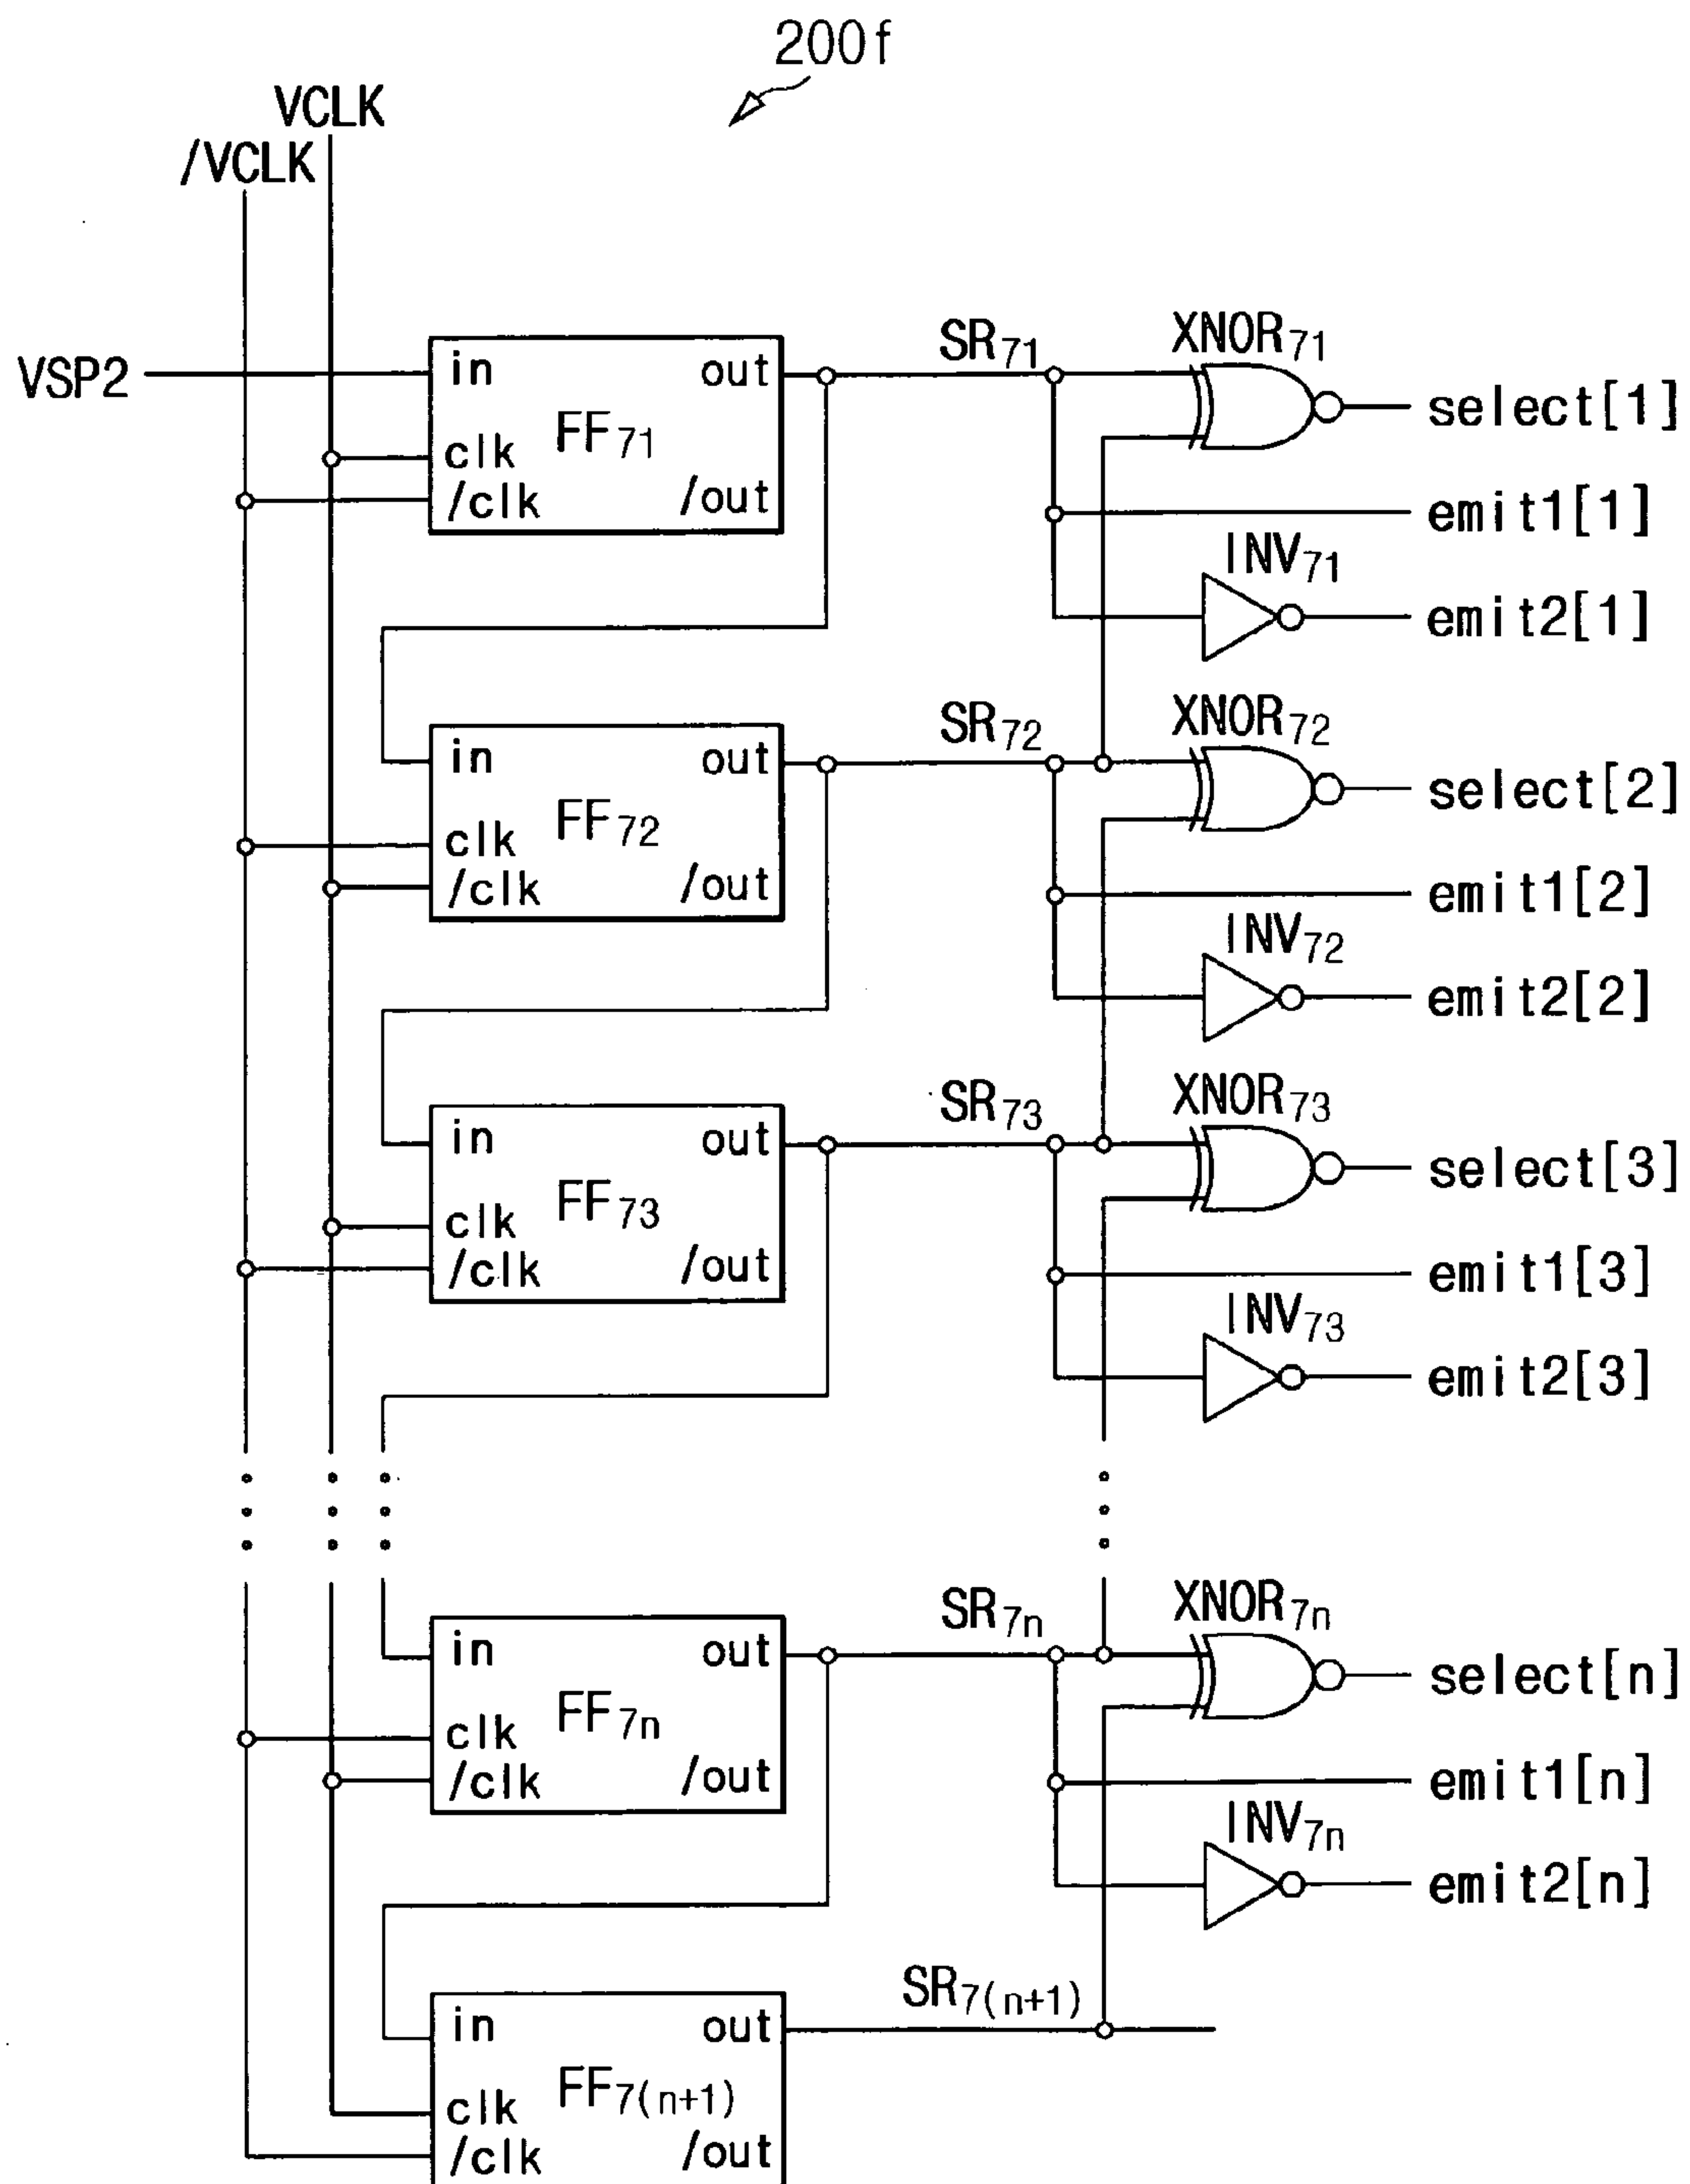 200f
VCLK
/VCLK
VSP2
in
out
clk
FF71
/clk
/out
SR71
XNOR71
select[1]
emit1[1]
INV71
emit2[1]
in
out
clk
FF72
/clk
/out
SR72
XNOR72
select[2]
emit1[2]
INV72
emit2[2]
in
out
clk
FF73
/clk
/out
SR73
XNOR73
select[3]
emit1[3]
INV73
emit2[3]
in
out
clk
FF7n
/clk
/out
SR7n
XNOR7n
select[n]
emit1[n]
INV7n
emit2[n]
in
out
clk
FF7(n+1)
/clk
/out
SR7(n+1)